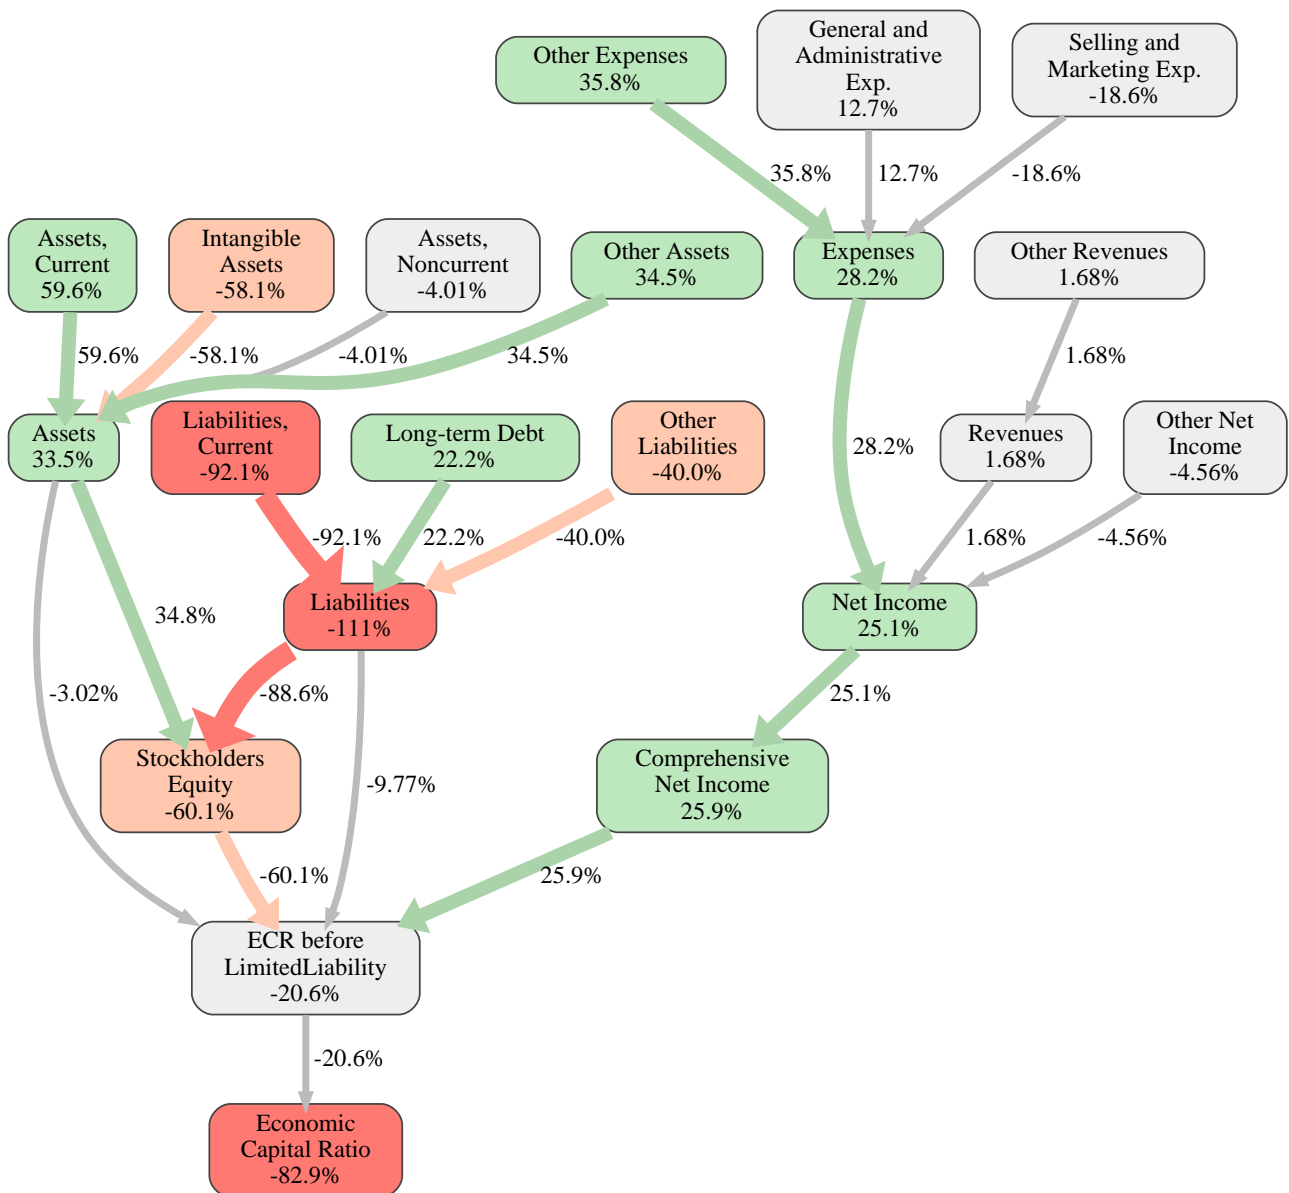 Other Expenses
35.8%
General and
Administrative
Exp.
12.7%
Selling and
Marketing Exp.
-18.6%
35.8%
12.7%
-18.6%
Assets,
Current
59.6%
Intangible
Assets
-58.1%
Assets,
Noncurrent
-4.01%
Other Assets
34.5%
Expenses
28.2%
Other Revenues
1.68%
59.6%
-58.1%
-4.01%
34.5%
1.68%
Assets
33.5%
Liabilities,
Current
-92.1%
Long-term Debt
22.2%
Other
Liabilities
-40.0%
28.2%
Revenues
1.68%
Other Net
Income
-4.56%
-92.1%
22.2%
-40.0%
1.68%
-4.56%
34.8%
Liabilities
-111%
Net Income
25.1%
-3.02%
-88.6%
25.1%
Stockholders
Equity
-60.1%
-9.77%
Comprehensive
Net Income
25.9%
-60.1%
25.9%
ECR before
LimitedLiability
-20.6%
-20.6%
Economic
Capital Ratio
-82.9%